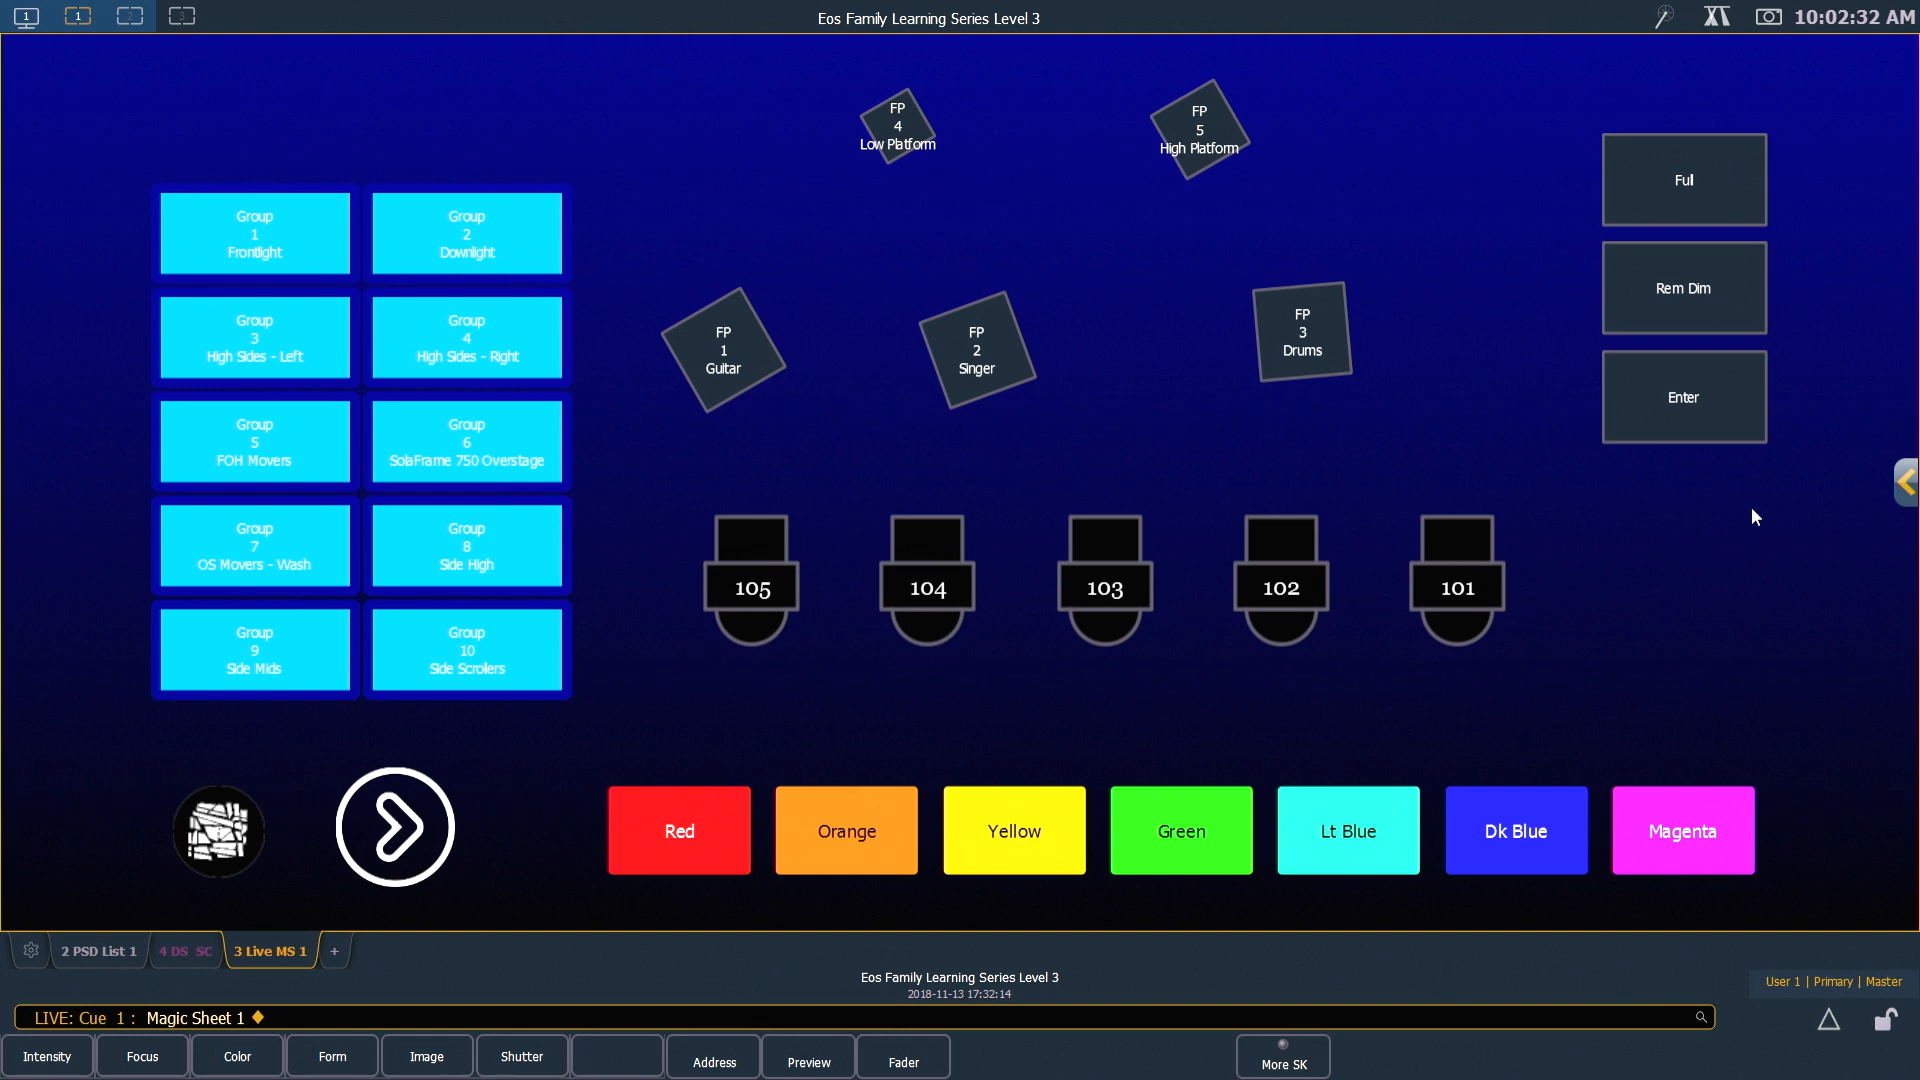 1
1
2
3
Eos Family Learning Series Level 3
10:02:32 AM
FP
4
Low Platform
FP
5
High Platform
Full
Rem Dim
Enter
Group
1
Frontlight
Group
2
Downlight
Group
3
High Sides - Left
Group
4
High Sides - Right
Group
5
FOH Movers
Group
6
SolaFrame 750 Overstage
Group
7
OS Movers - Wash
Group
8
Side High
Group
9
Side Mids
Group
10
Side Scrollers
FP
1
Guitar
FP
2
Singer
FP
3
Drums
105
104
103
102
101
Red
Orange
Yellow
Green
Lt Blue
Dk Blue
Magenta
2 PSD List 1
4 DS SC
3 Live MS 1
+
Eos Family Learning Series Level 3
2018-11-13 17:32:14
User 1 | Primary | Master
LIVE: Cue 1 : Magic Sheet 1
Intensity
Focus
Color
Form
Image
Shutter
Address
Preview
Fader
More SK